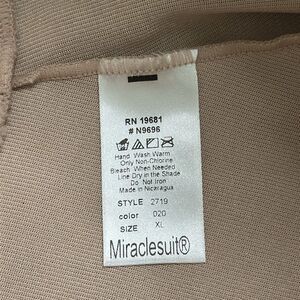 RN 19681
# N9696
Hand Wash Warm
Only Non-Chlorine
Bleach When Needed
Line Dry in the Shade
Do Not Iron
Made in Nicaragua
STYLE 2719
color 020
SIZE XL
Miraclesuit®